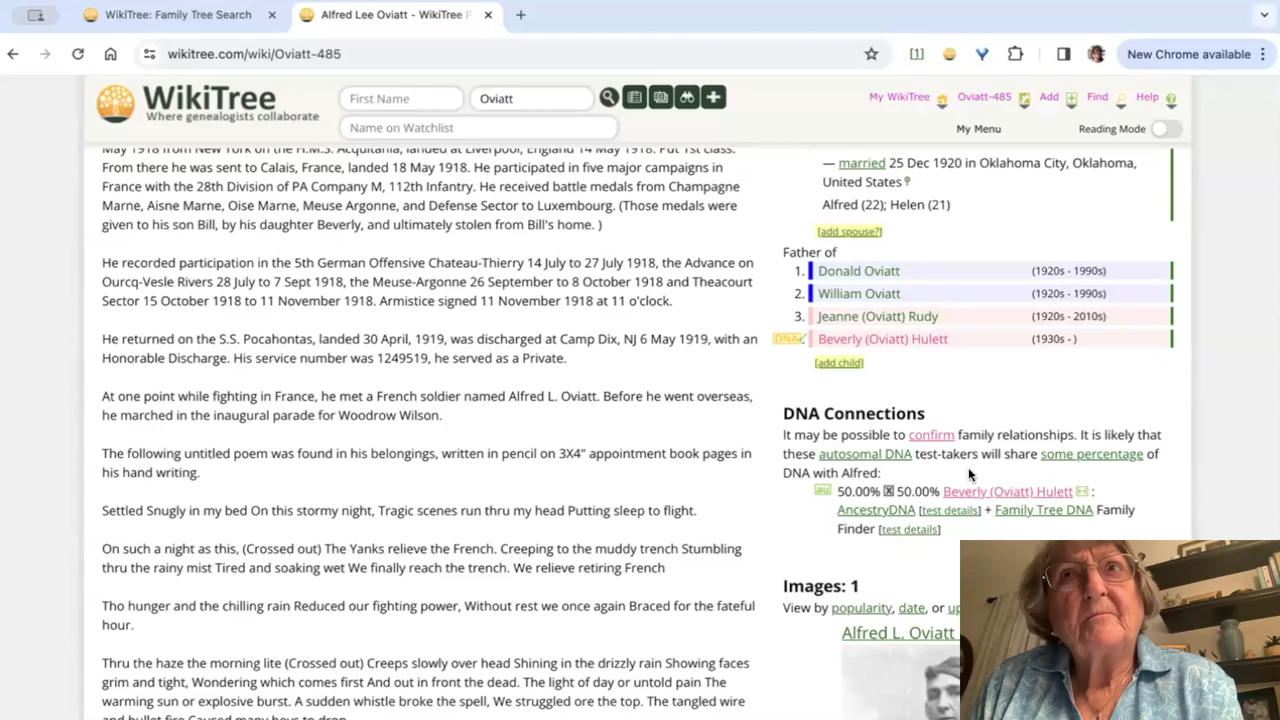 WikiTree: Family Tree Search
Alfred Lee Oviatt - WikiTree
wikitree.com/wiki/Oviatt-485
[1]
New Chrome available
WikiTree
Where genealogists collaborate
First Name
Oviatt
Name on Watchlist
My WikiTree
Oviatt-485
Add
Find
Help
My Menu
Reading Mode
May 1918 from New York on the H.M.S. Acquitania, landed at Liverpool, England 14 May 1918. Put 1st class.
From there he was sent to Calais, France, landed 18 May 1918. He participated in five major campaigns in
France with the 28th Division of PA Company M, 112th Infantry. He received battle medals from Champagne
Marne, Aisne Marne, Oise Marne, Meuse Argonne, and Defense Sector to Luxembourg. (Those medals were
given to his son Bill, by his daughter Beverly, and ultimately stolen from Bill's home. )
He recorded participation in the 5th German Offensive Chateau-Thierry 14 July to 27 July 1918, the Advance on
Ourcq-Vesle Rivers 28 July to 7 Sept 1918, the Meuse-Argonne 26 September to 8 October 1918 and Theacourt
Sector 15 October 1918 to 11 November 1918. Armistice signed 11 November 1918 at 11 o'clock.
He returned on the S.S. Pocahontas, landed 30 April, 1919, was discharged at Camp Dix, NJ 6 May 1919, with an
Honorable Discharge. His service number was 1249519, he served as a Private.
At one point while fighting in France, he met a French soldier named Alfred L. Oviatt. Before he went overseas,
he marched in the inaugural parade for Woodrow Wilson.
The following untitled poem was found in his belongings, written in pencil on 3X4" appointment book pages in
his hand writing.
Settled Snugly in my bed On this stormy night, Tragic scenes run thru my head Putting sleep to flight.
On such a night as this, (Crossed out) The Yanks relieve the French. Creeping to the muddy trench Stumbling
thru the rainy mist Tired and soaking wet We finally reach the trench. We relieve retiring French
Tho hunger and the chilling rain Reduced our fighting power, Without rest we once again Braced for the fateful
hour.
Thru the haze the morning lite (Crossed out) Creeps slowly over head Shining in the drizzly rain Showing faces
grim and tight, Wondering which comes first And out in front the dead. The light of day or untold pain The
warming sun or explosive burst. A sudden whistle broke the spell, We struggled ore the top. The tangled wire
and bullet fire Caused many boys to drop
— married 25 Dec 1920 in Oklahoma City, Oklahoma,
United States
Alfred (22); Helen (21)
[add spouse?]
Father of
1. Donald Oviatt (1920s - 1990s)
2. William Oviatt (1920s - 1990s)
3. Jeanne (Oviatt) Rudy (1920s - 2010s)
DNA Beverly (Oviatt) Hulett (1930s - )
[add child]
DNA Connections
It may be possible to confirm family relationships. It is likely that
these autosomal DNA test-takers will share some percentage of
DNA with Alfred:
au 50.00% 50.00% Beverly (Oviatt) Hulett :
AncestryDNA [test details] + Family Tree DNA Family
Finder [test details]
Images: 1
View by popularity, date, or
Alfred L. Oviatt